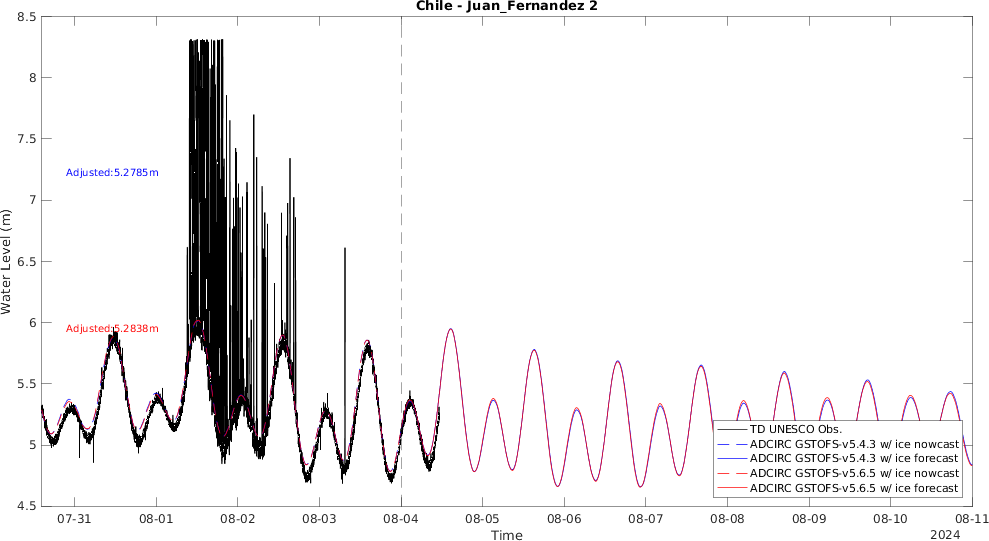 Chile - Juan_Fernandez 2
8.5
8
7.5
7
6.5
6
5.5
5
4.5
Water Level (m)
Adjusted:5.2785m
Adjusted:5.2838m
TD UNESCO Obs.
ADCIRC GSTOFS-v5.4.3 w/ ice nowcast
ADCIRC GSTOFS-v5.4.3 w/ ice forecast
ADCIRC GSTOFS-v5.6.5 w/ ice nowcast
ADCIRC GSTOFS-v5.6.5 w/ ice forecast
07-31 08-01 08-02 08-03 08-04 08-05 08-06 08-07 08-08 08-09 08-10 08-11
Time
2024